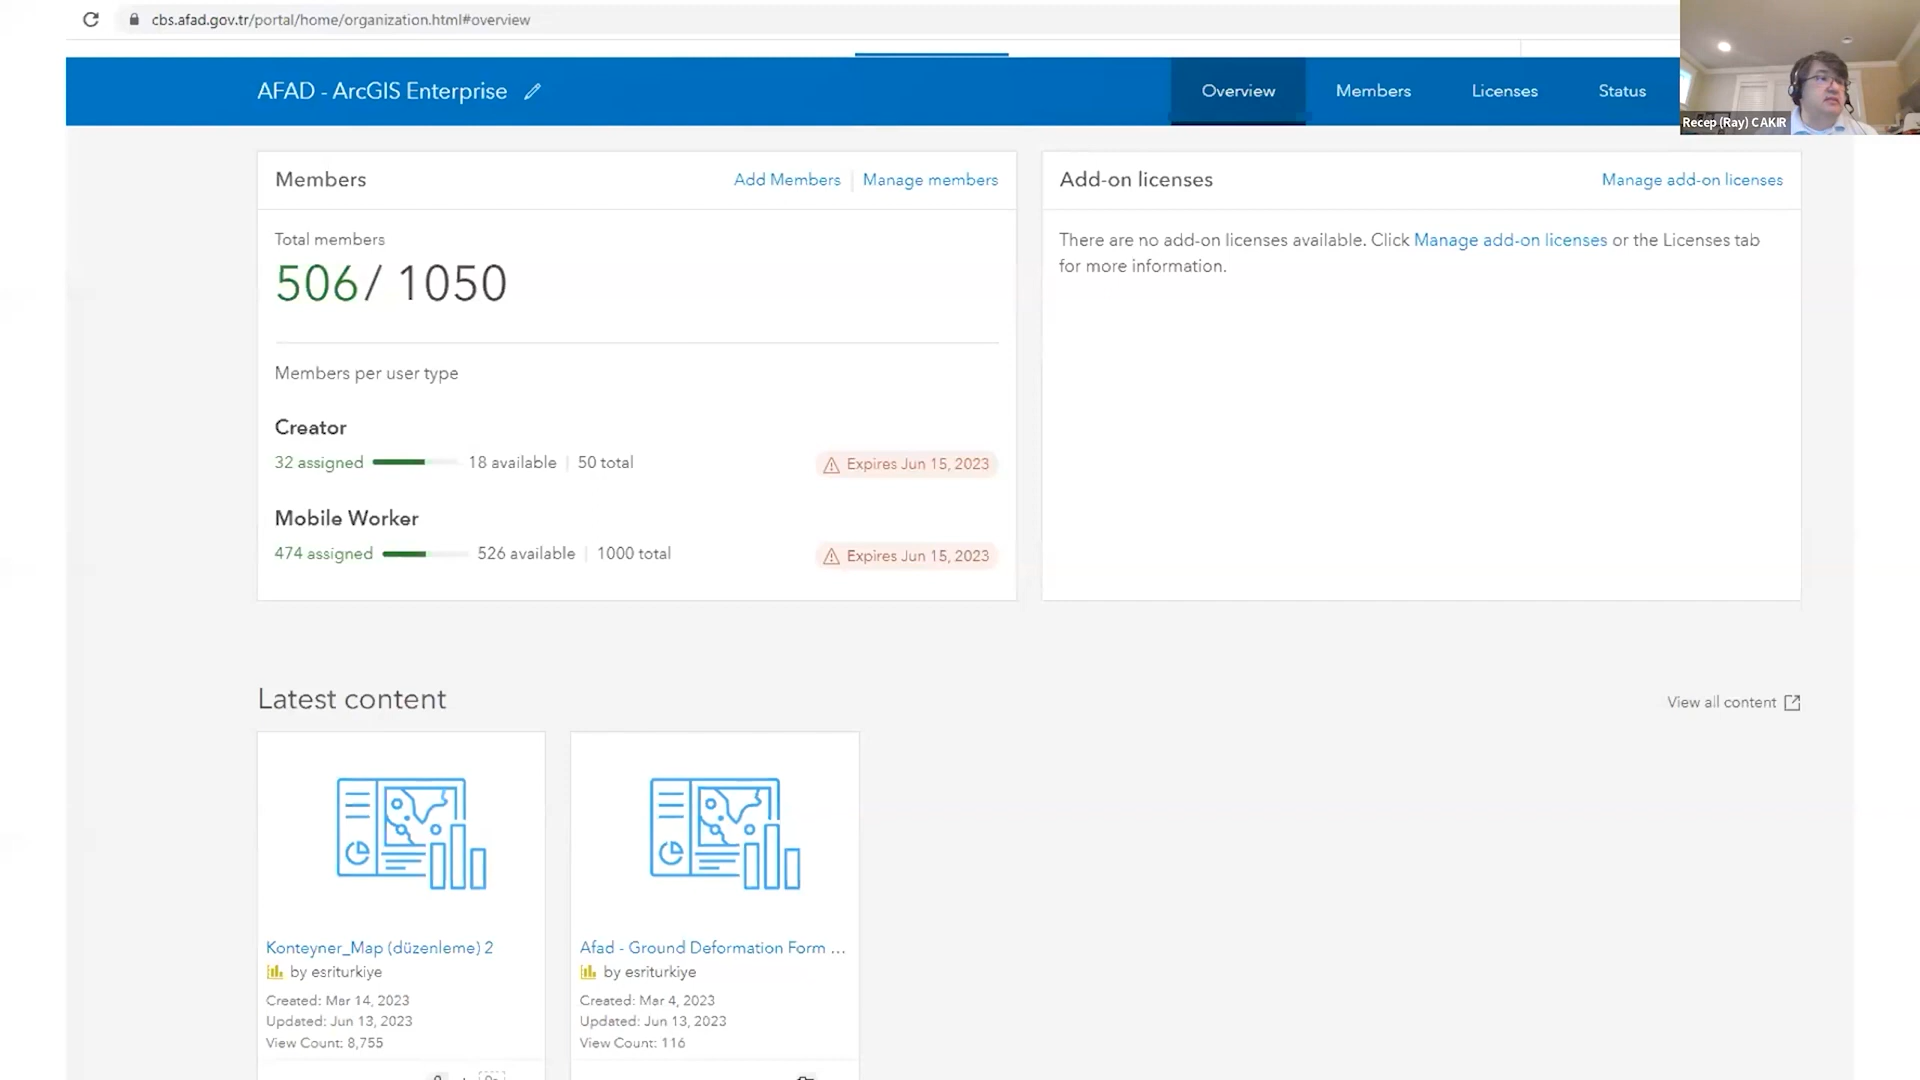 cbs.afad.gov.tr/portal/home/organization.html#overview
AFAD - ArcGIS Enterprise
Overview
Members
Licenses
Status
Recep (Ray) CAKIR
Members
Add Members
Manage members
Total members
506/ 1050
Members per user type
Creator
32 assigned
18 available
50 total
Expires Jun 15, 2023
Mobile Worker
474 assigned
526 available
1000 total
Expires Jun 15, 2023
Add-on licenses
Manage add-on licenses
There are no add-on licenses available. Click Manage add-on licenses or the Licenses tab
for more information.
Latest content
View all content
Konteyner_Map (düzenleme) 2
by esriturkiye
Created: Mar 14, 2023
Updated: Jun 13, 2023
View Count: 8,755
Afad - Ground Deformation Form ...
by esriturkiye
Created: Mar 4, 2023
Updated: Jun 13, 2023
View Count: 116